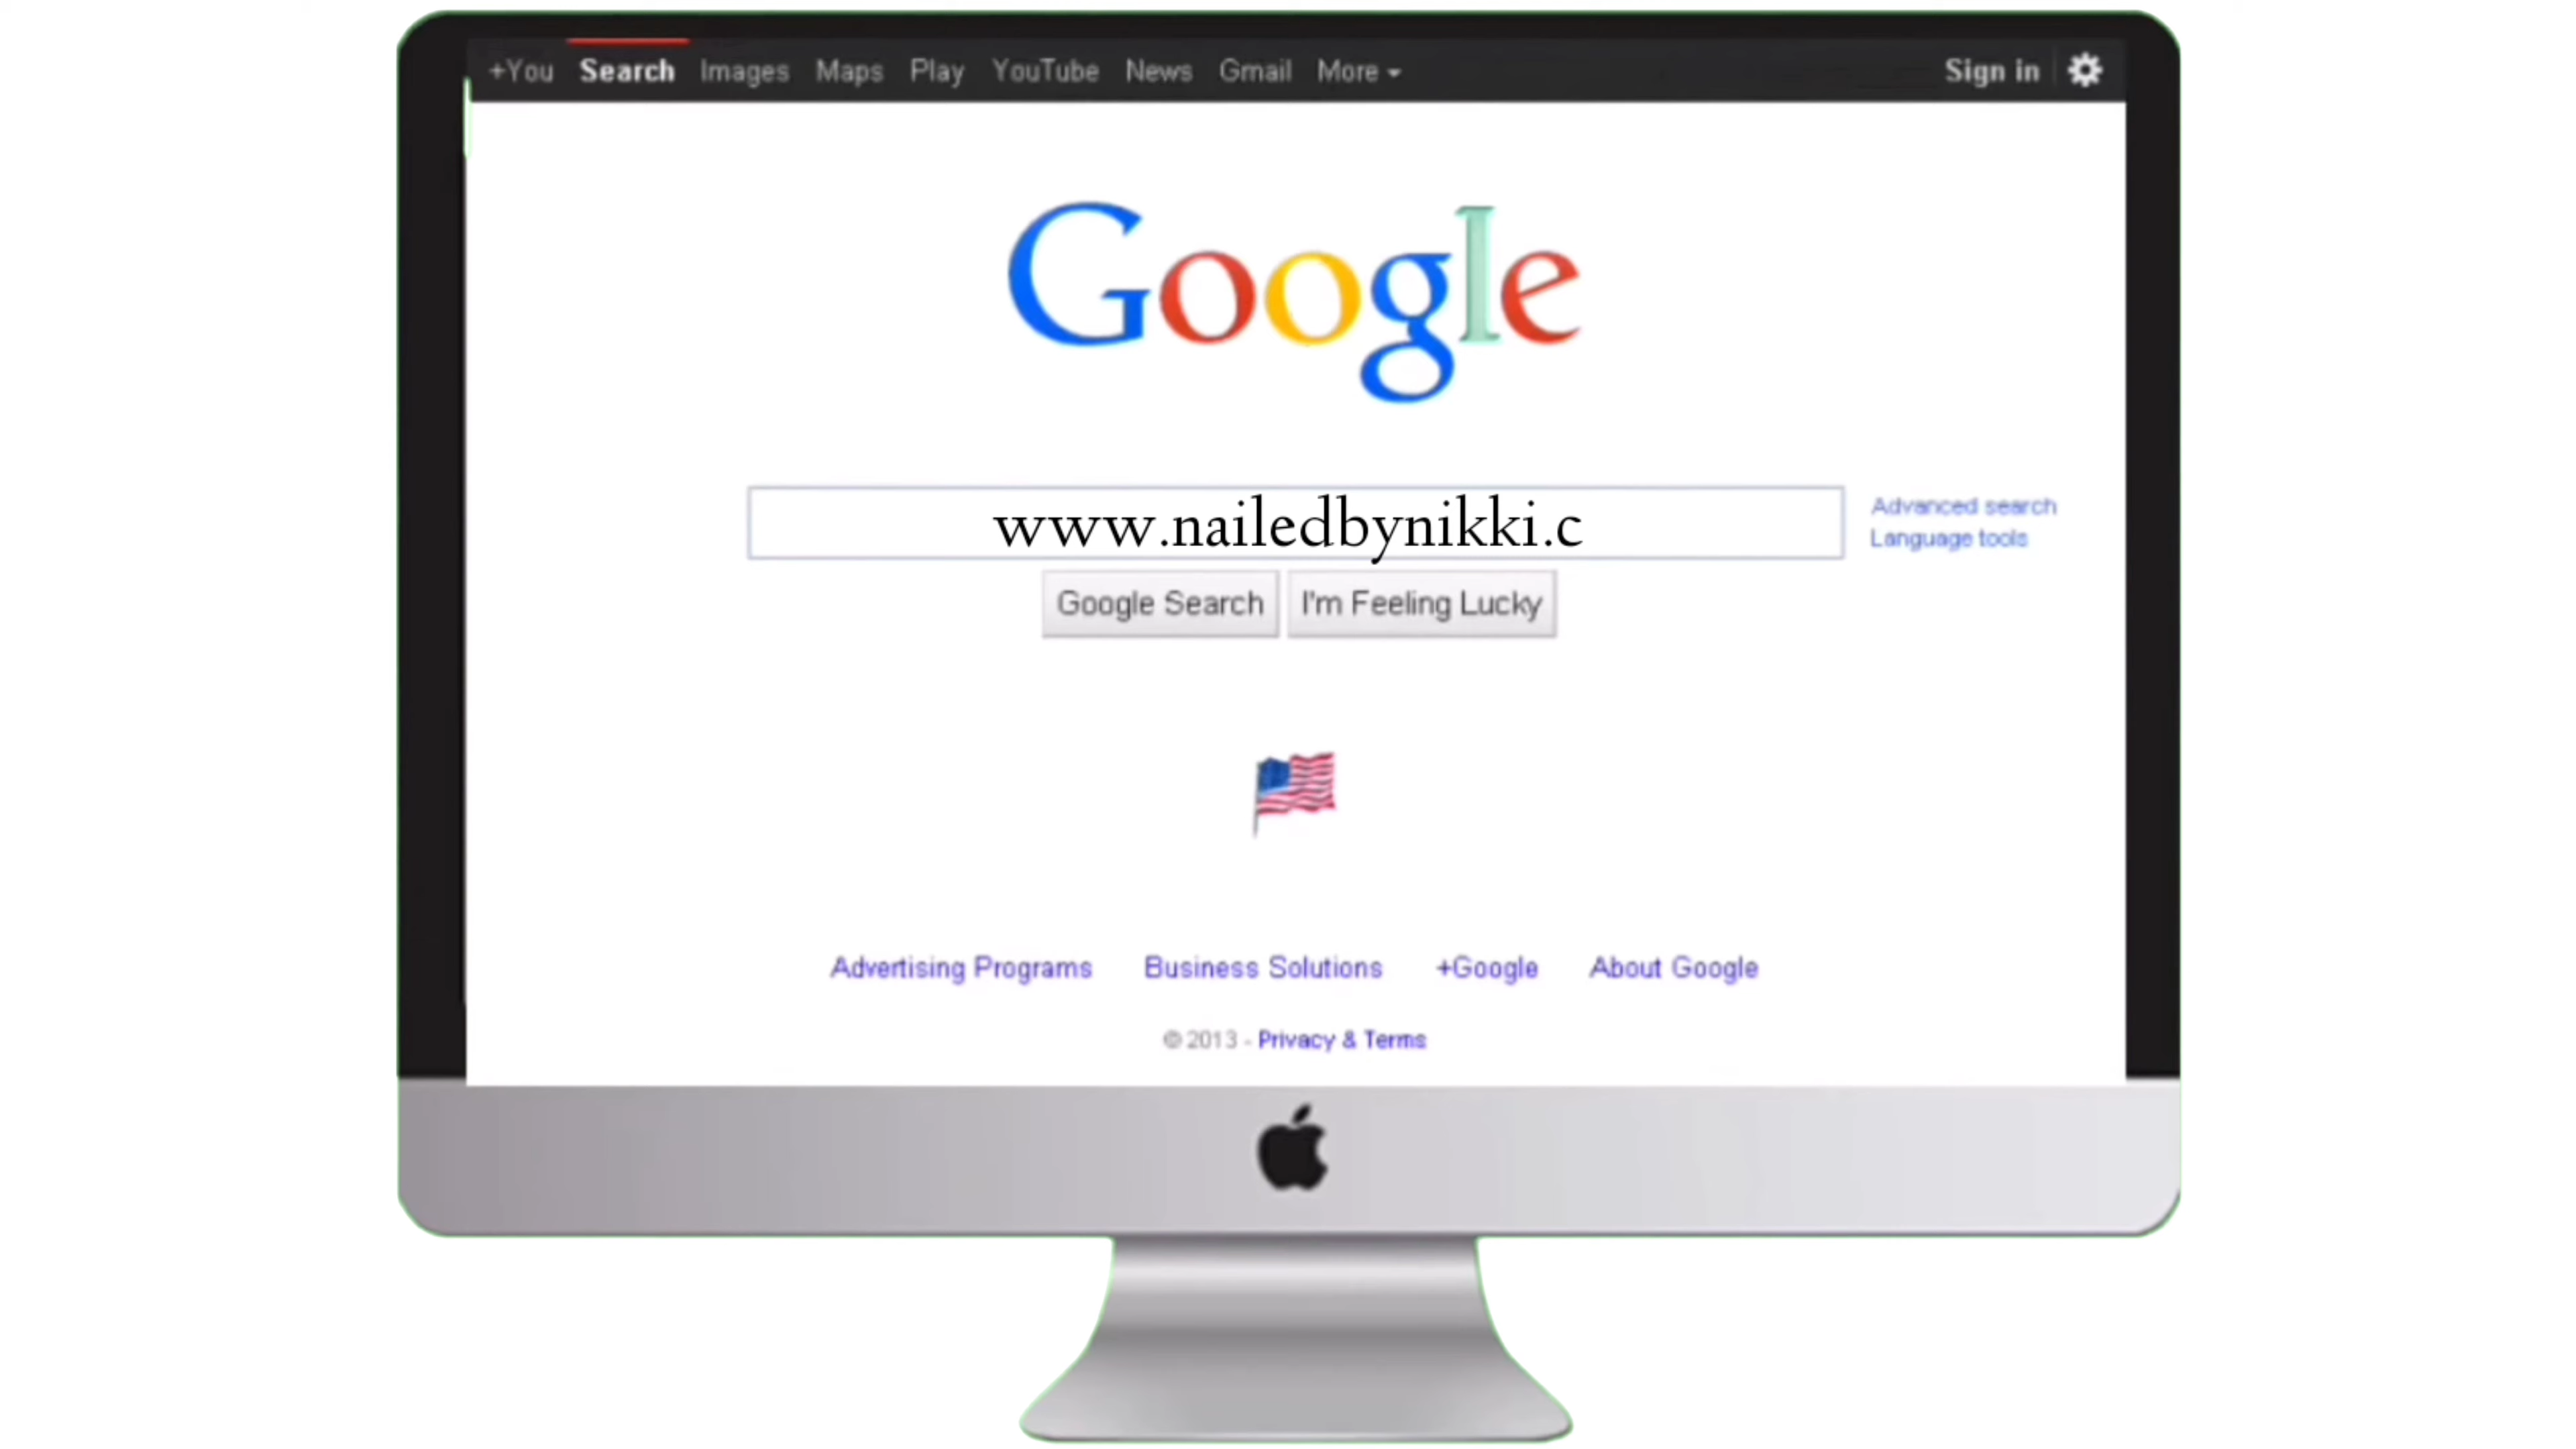 +You Search Images Maps Play YouTube News Gmail More Sign in
Google
www.nailedbynikki.c
Advanced search
Language tools
Google Search I'm Feeling Lucky
Advertising Programs Business Solutions +Google About Google
© 2013 - Privacy & Terms